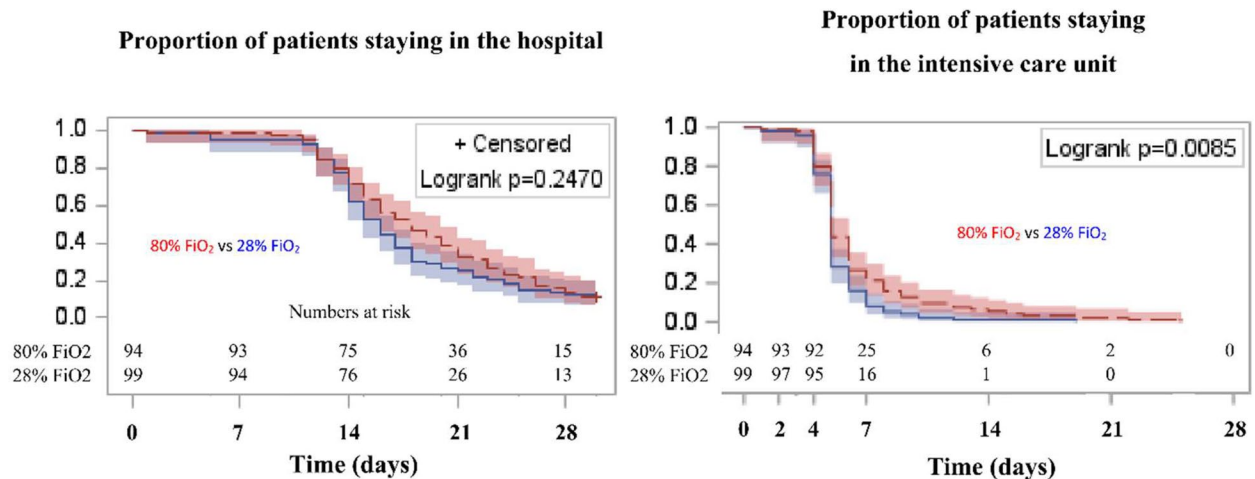 Proportion of patients staying in the hospital
1.0
0.8
0.6
0.4
0.2
0.0
+ Censored
Logrank p=0.2470
80% FiO₂ vs 28% FiO₂
Numbers at risk
80% FiO2 94 93 75 36 15
28% FiO2 99 94 76 26 13
0 7 14 21 28
Time (days)
Proportion of patients staying
in the intensive care unit
1.0
0.8
0.6
0.4
0.2
0.0
Logrank p=0.0085
80% FiO₂ vs 28% FiO₂
80% FiO2 94 93 92 25 6 2 0
28% FiO2 99 97 95 16 1 0
0 2 4 7 14 21 28
Time (days)